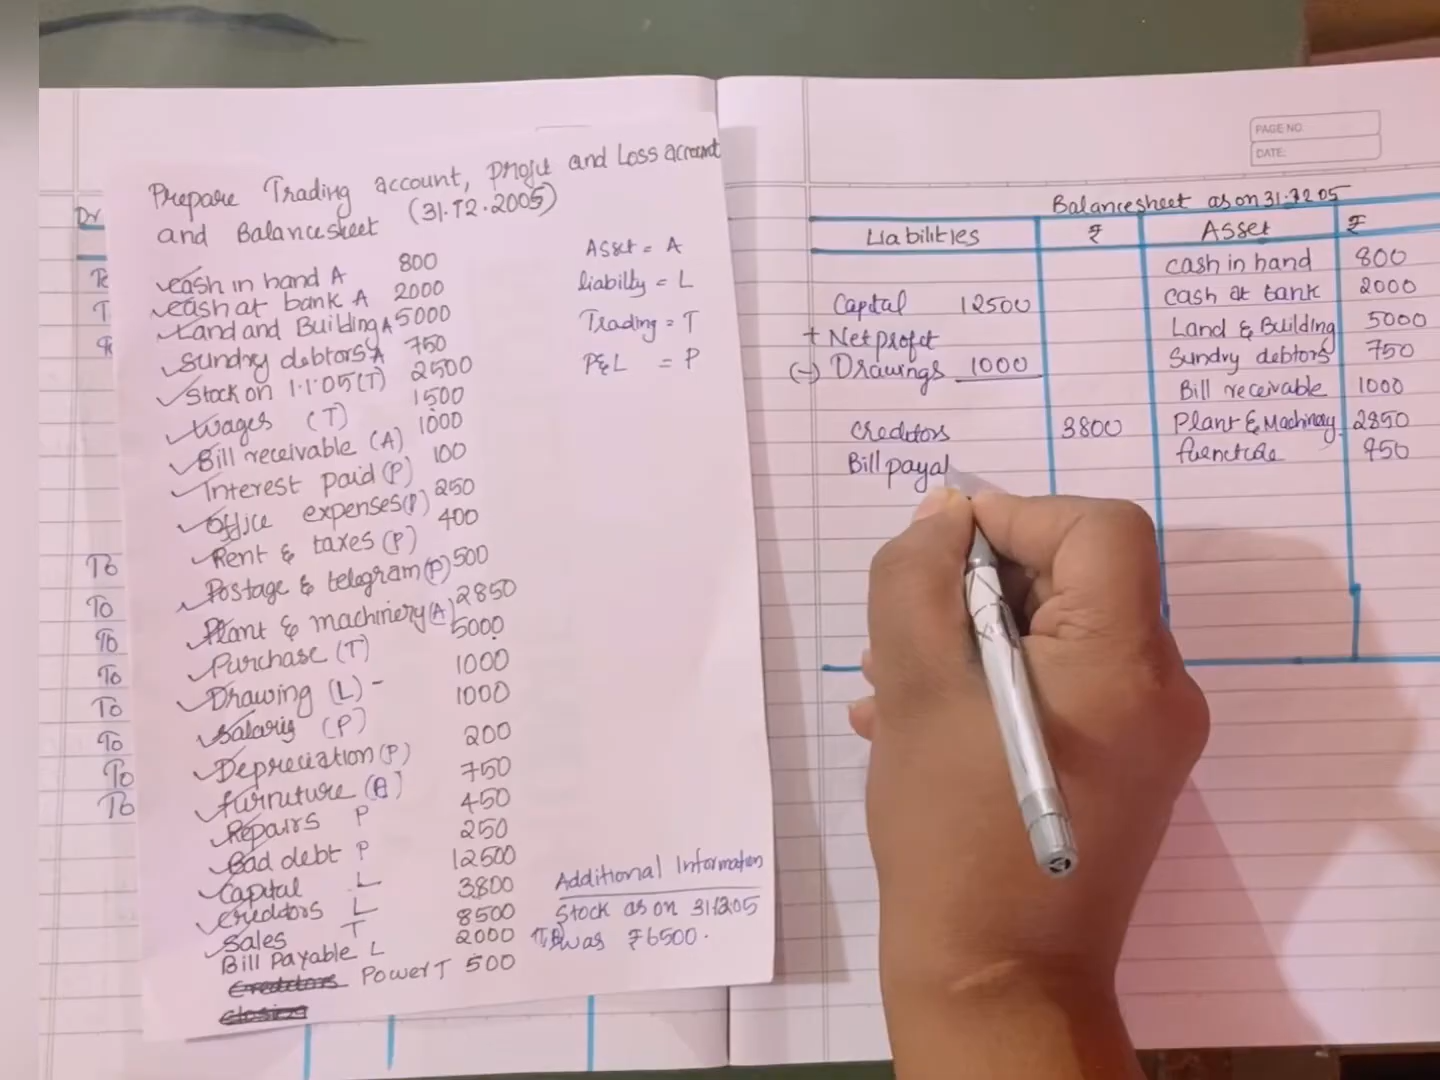 Prepare Trading account, profit and Loss account
and Balancesheet (31.12.2005)
cash in hand A 800
cash at bank A 2000
Land and Building A 5000
Sundry debtors A 750
Stock on 1.1.05 (T) 2500
Wages (T) 1500
Bill receivable (A) 1000
Interest paid (P) 100
Office expenses (P) 250
Rent & taxes (P) 400
Postage & telegram (P) 500
Plant & machinery (A) 2850
Purchase (T) 5000
Drawing (L) - 1000
Salaris (P) 1000
Depreciation (P) 200
furniture (A) 750
Repairs P 450
Bad debt P 250
Capital L 12500
creditors L 3800
Sales T 8500
Bill Payable L 2000
Creditors Power T 500
closing
Asset = A
liability = L
Trading = T
P&L = P
Additional Information
Stock as on 31.12.05
was ₹6500.
Dr
To
To
To
To
To
To
To
To
PAGE NO.
DATE:
Balancesheet as on 31.12.05
Liabilities ₹ Asset ₹
cash in hand 800
Capital 12500 cash at bank 2000
+ Net profit Land & Building 5000
(-) Drawings 1000 Sundry debtors 750
Bill receivable 1000
creditors 3800 Plant & Machinary 2850
Bill payal furniture 750